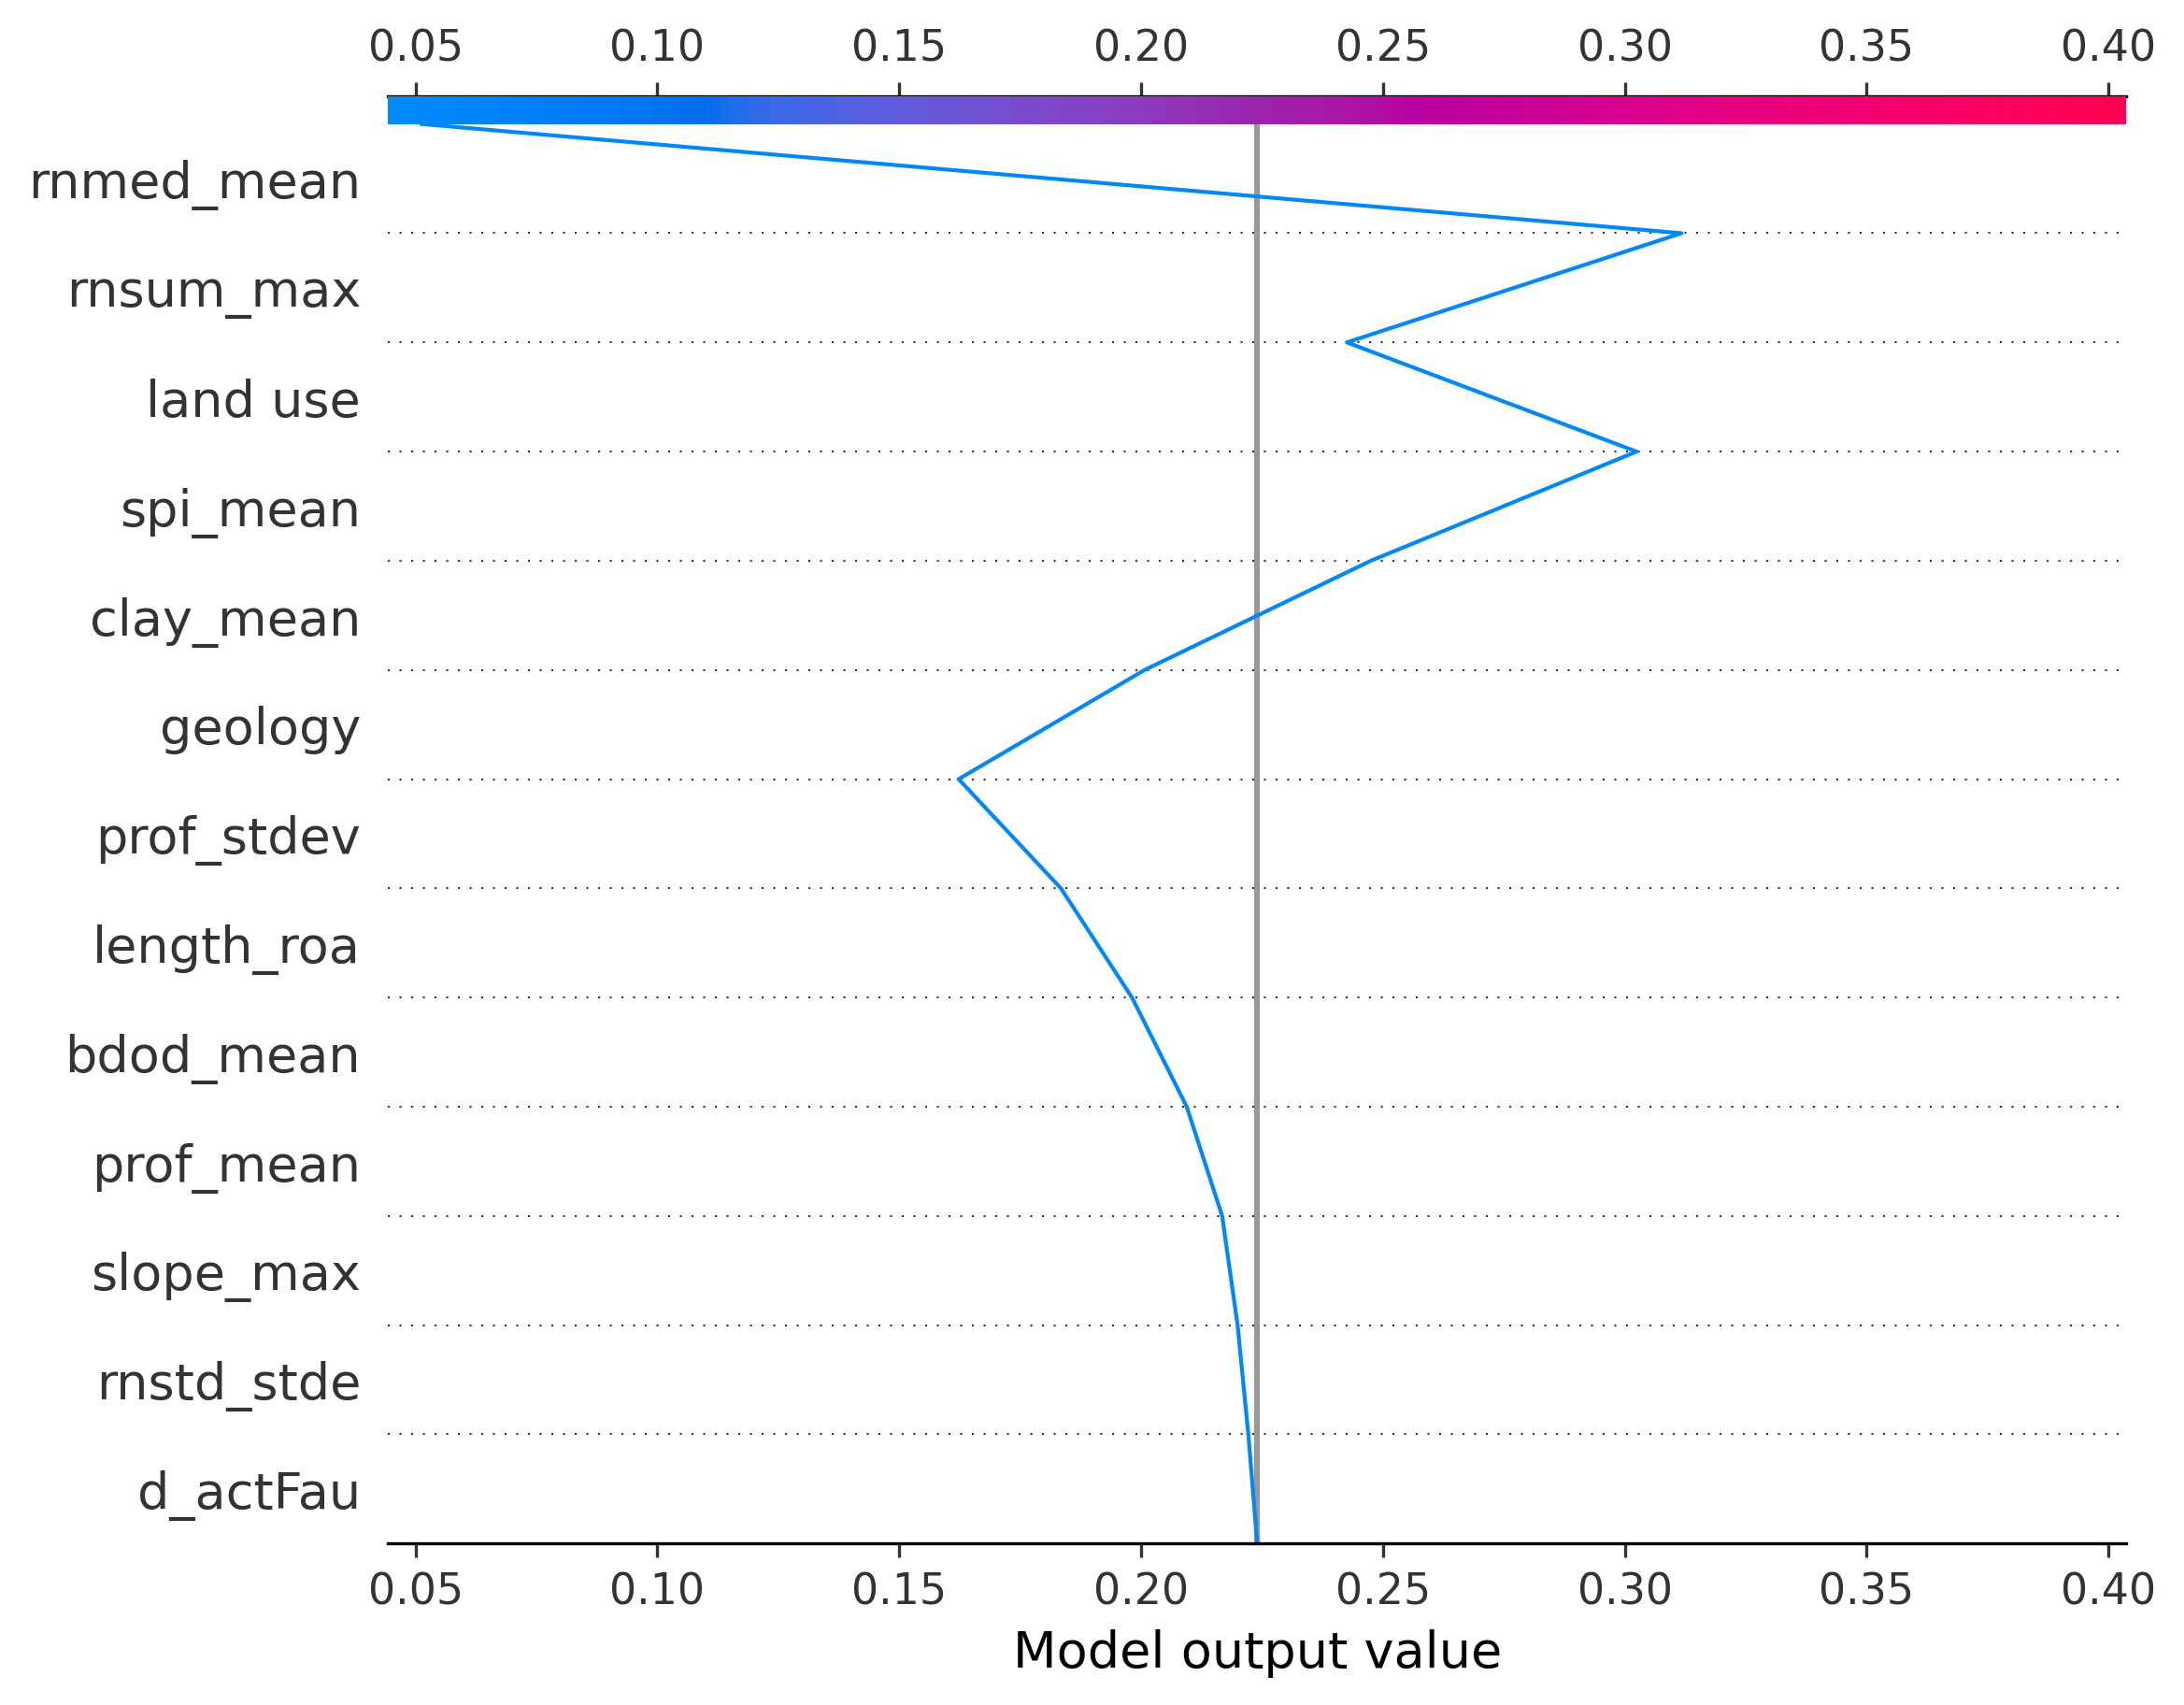 0.05 0.10 0.15 0.20 0.25 0.30 0.35 0.40
rnmed_mean
rnsum_max
land use
spi_mean
clay_mean
geology
prof_stdev
length_roa
bdod_mean
prof_mean
slope_max
rnstd_stde
d_actFau
0.05 0.10 0.15 0.20 0.25 0.30 0.35 0.40
Model output value